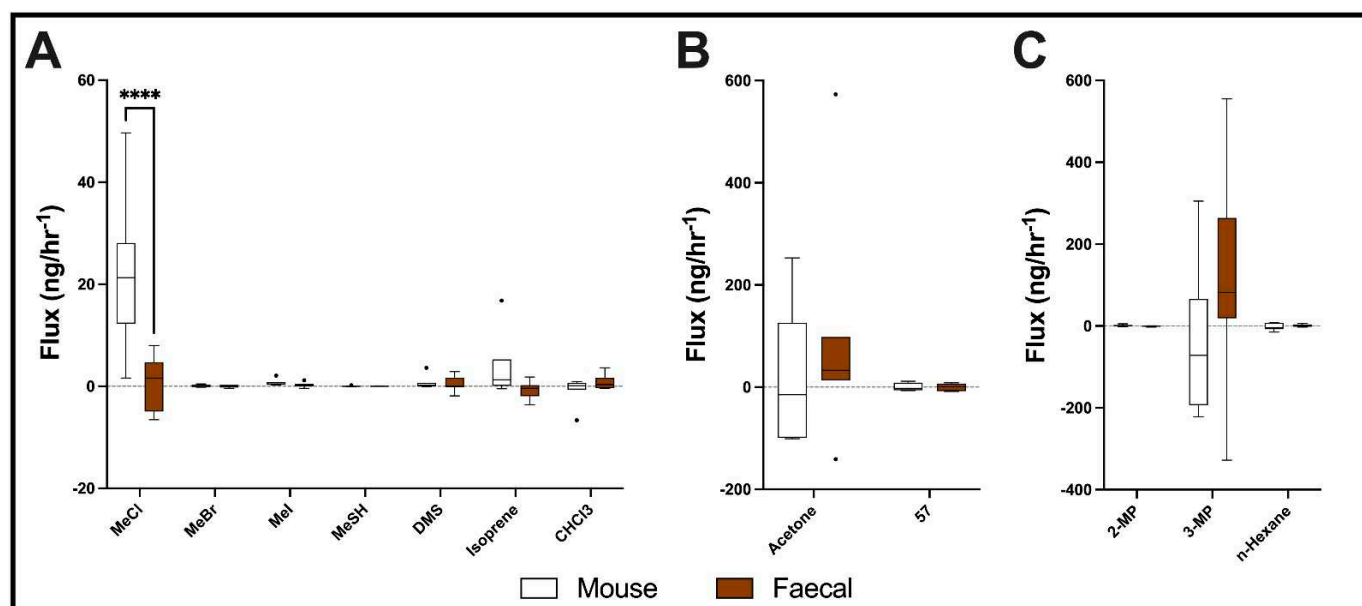 A
Flux (ng/hr-1)
60
40
20
0
-20
****
MeCl
MeBr
MeI
MeSH
DMS
Isoprene
CHCl3
B
Flux (ng/hr-1)
600
400
200
0
-200
Acetone
57
C
Flux (ng/hr-1)
600
400
200
0
-200
-400
2-MP
3-MP
n-Hexane
Mouse
Faecal